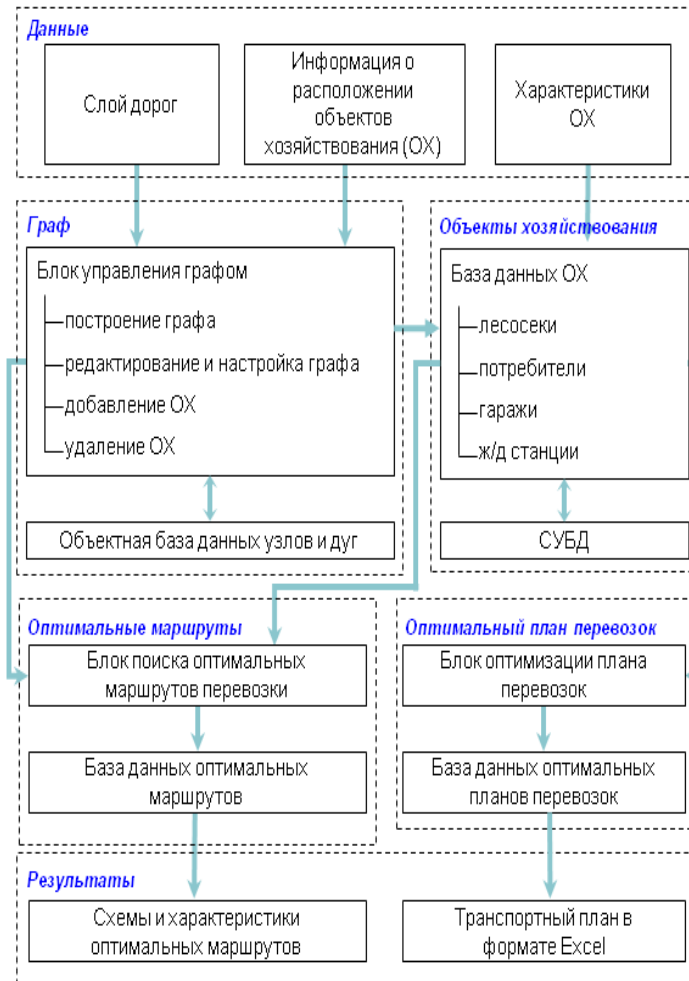 Данные
Слой дорог
Информация о
расположении
объектов
хозяйствования (ОХ)
Характеристики
ОХ
Граф
Блок управления графом
построение графа
редактирование и настройка графа
добавление ОХ
удаление ОХ
Объектная база данных узлов и дуг
Объекты хозяйствования
База данных ОХ
лесосеки
потребители
гаражи
ж/д станции
СУБД
Оптимальные маршруты
Блок поиска оптимальных
маршрутов перевозки
База данных оптимальных
маршрутов
Оптимальный план перевозок
Блок оптимизации плана
перевозок
База данных оптимальных
планов перевозок
Результаты
Схемы и характеристики
оптимальных маршрутов
Транспортный план в
формате Excel